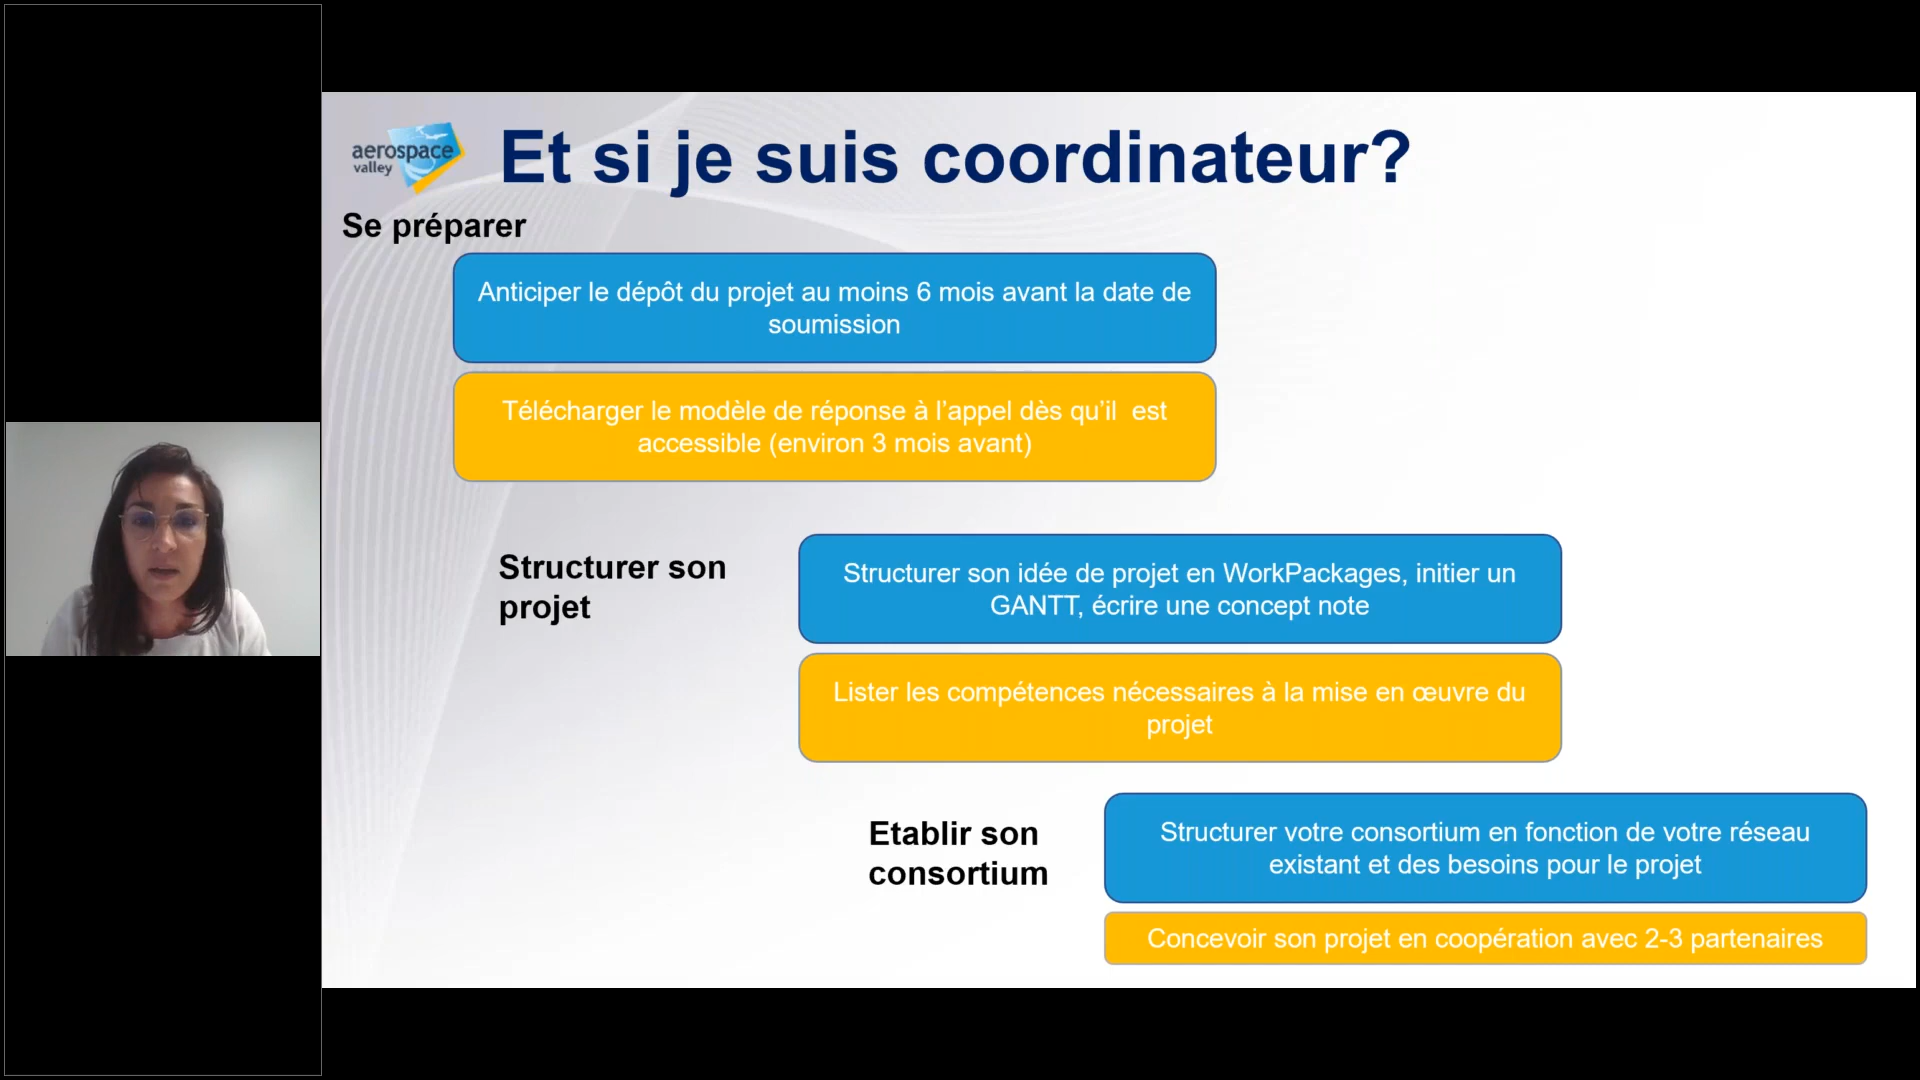 aerospace
valley
Et si je suis coordinateur?
Se préparer
Anticiper le dépôt du projet au moins 6 mois avant la date de
soumission
Télécharger le modèle de réponse à l’appel dès qu’il  est
accessible (environ 3 mois avant)
Structurer son
projet
Structurer son idée de projet en WorkPackages, initier un
GANTT, écrire une concept note
Lister les compétences nécessaires à la mise en œuvre du
projet
Etablir son
consortium
Structurer votre consortium en fonction de votre réseau
existant et des besoins pour le projet
Concevoir son projet en coopération avec 2-3 partenaires